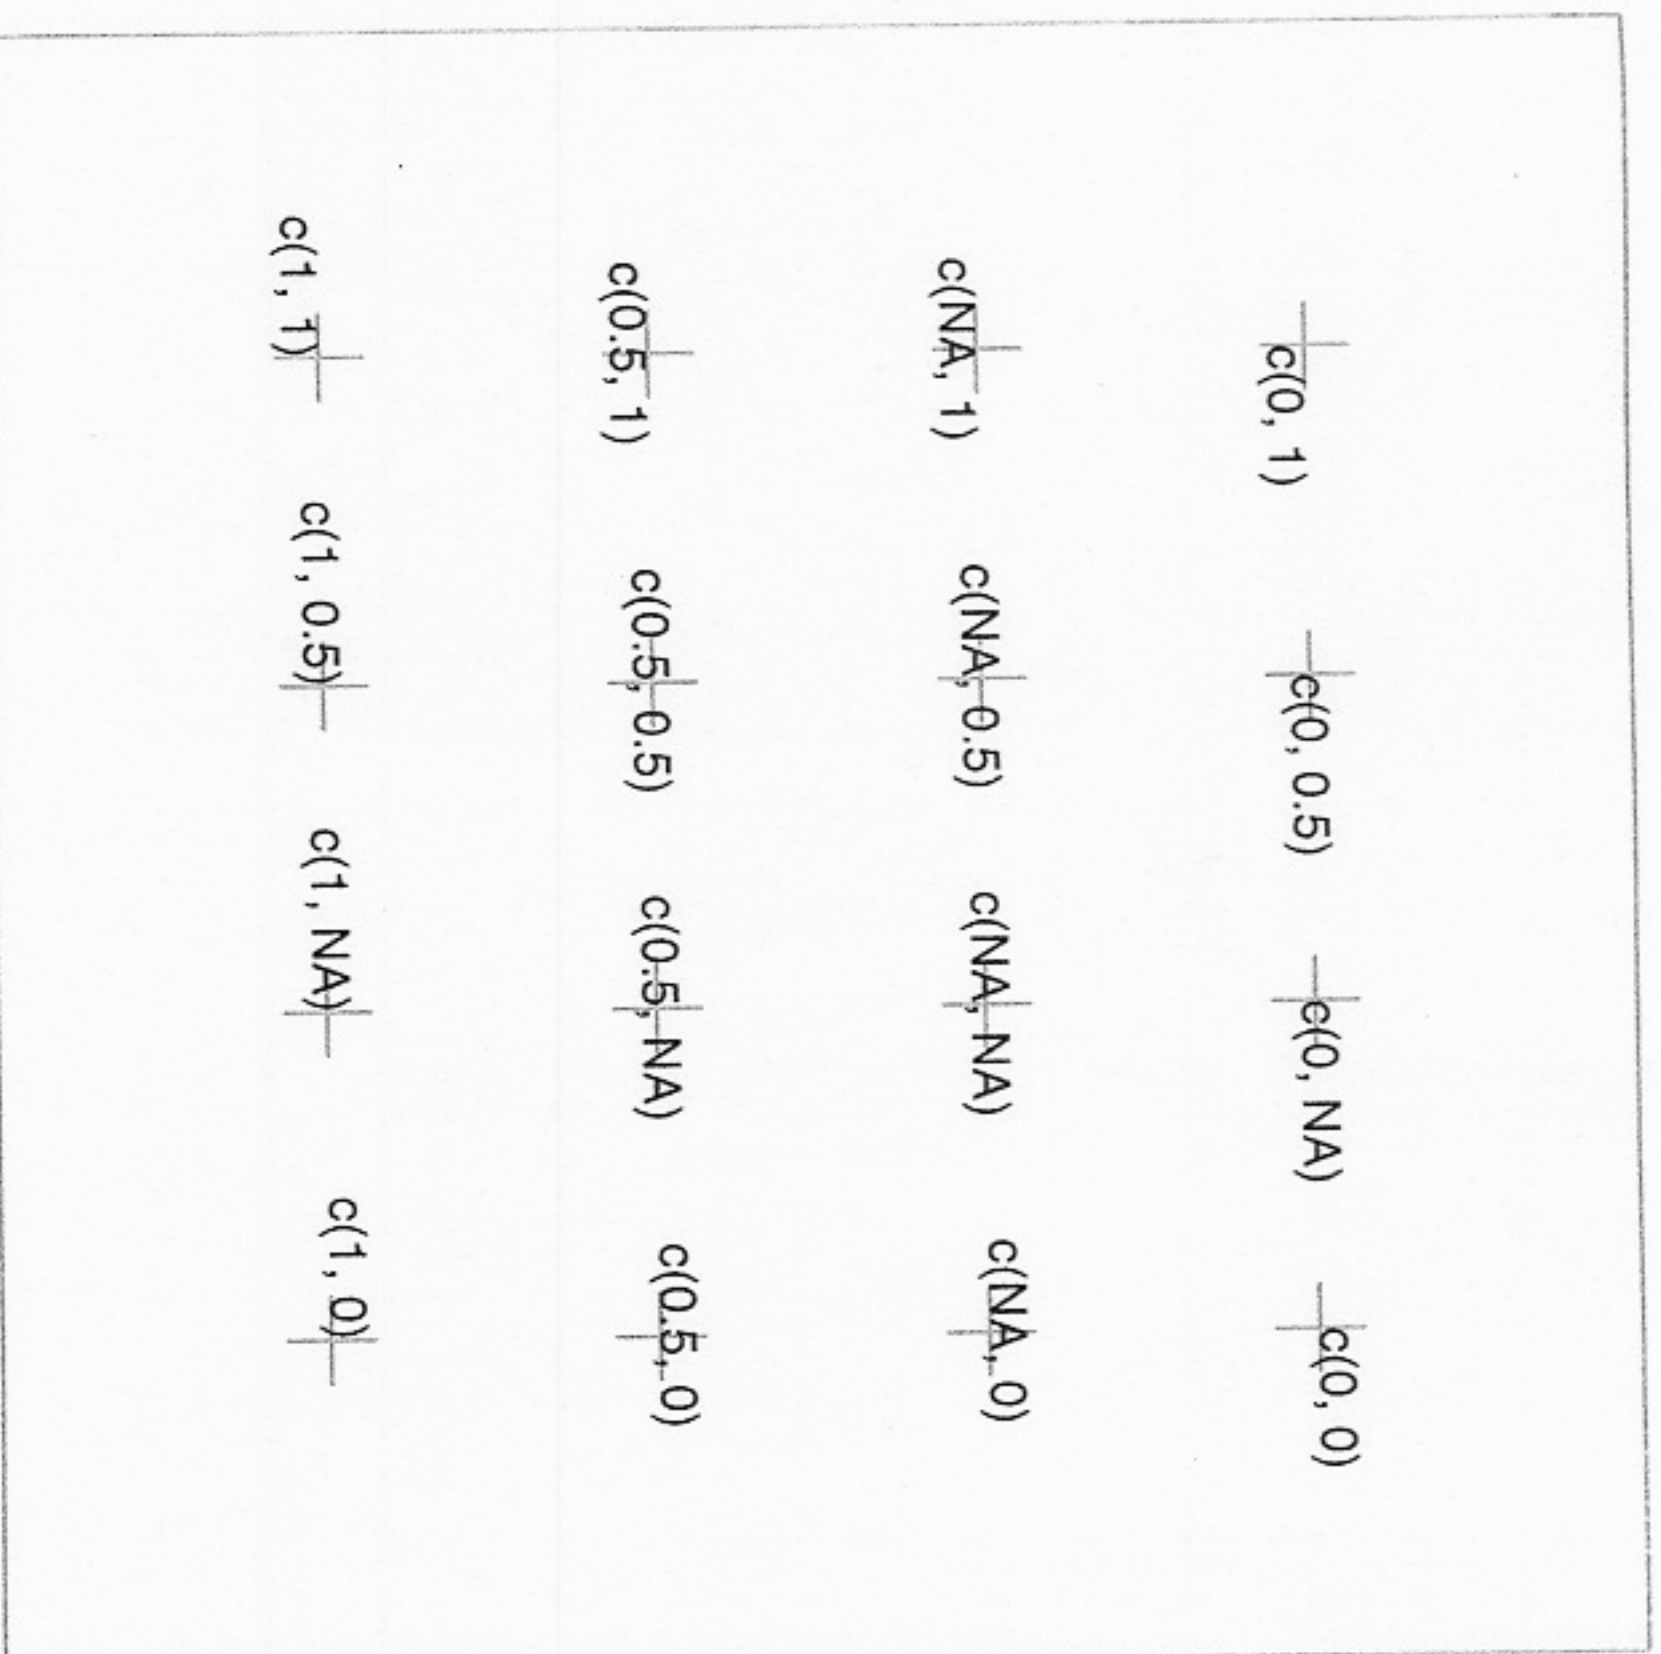 c(0, 1) c(0, 0.5) c(0, NA) c(0, 0)
c(NA, 1) c(NA, 0.5) c(NA, NA) c(NA, 0)
c(0.5, 1) c(0.5, 0.5) c(0.5, NA) c(0.5, 0)
c(1, 1) c(1, 0.5) c(1, NA) c(1, 0)